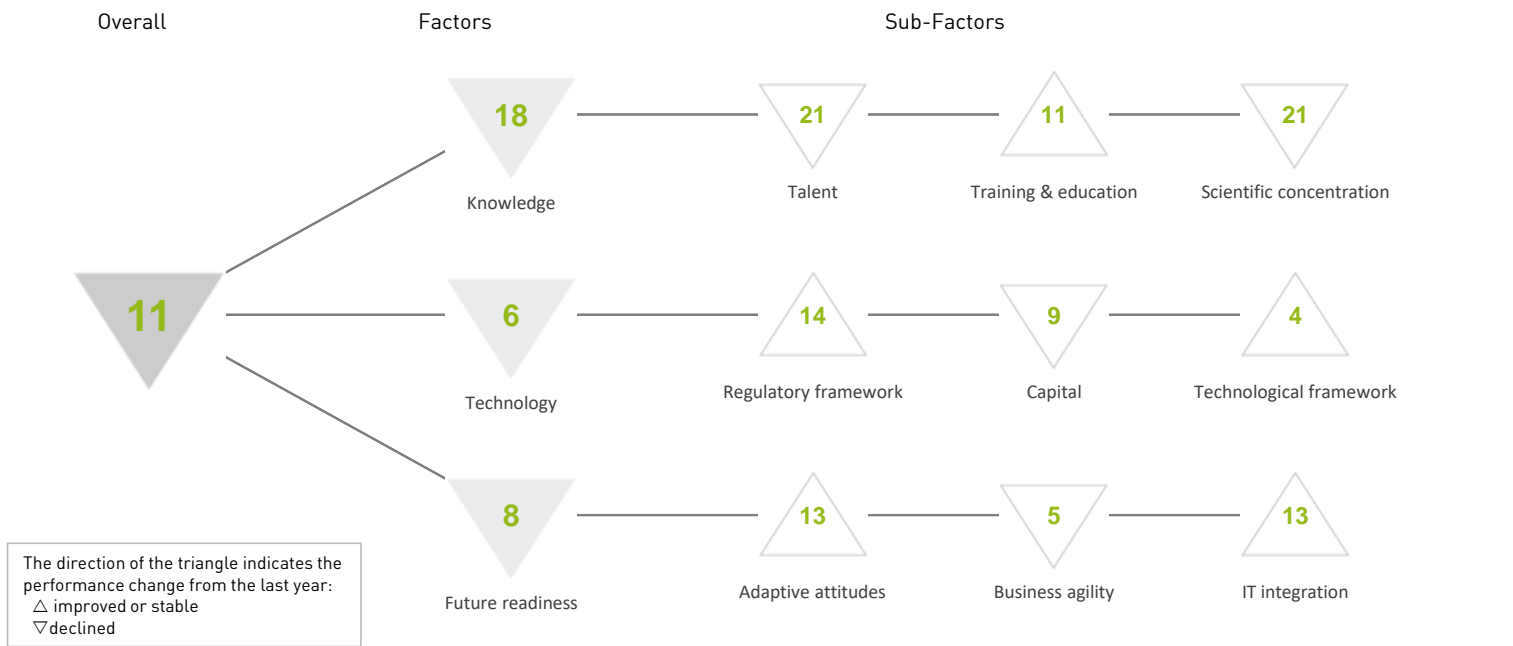 Overall Factors Sub-Factors
18 21 11 21
Knowledge Talent Training & education Scientific concentration
11 6 14 9 4
Technology Regulatory framework Capital Technological framework
8 13 5 13
Future readiness Adaptive attitudes Business agility IT integration
The direction of the triangle indicates the
performance change from the last year:
△ improved or stable
▽declined